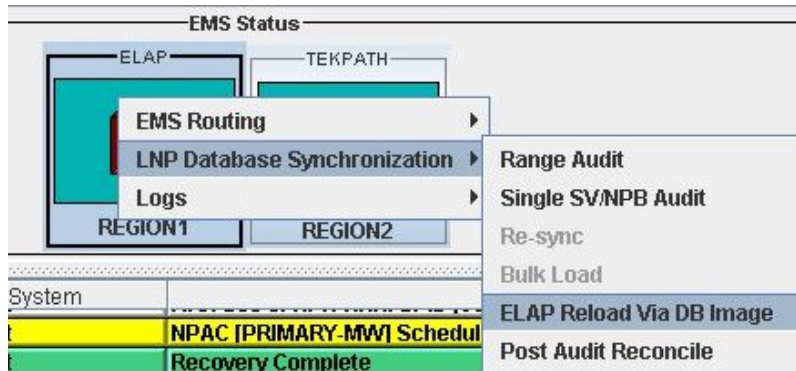 EMS Status
ELAP
TEKPATH
EMS Routing
LNP Database Synchronization
Logs
Range Audit
Single SV/NPB Audit
Re-sync
Bulk Load
ELAP Reload Via DB Image
Post Audit Reconcile
REGION1
REGION2
System
NPAC [PRIMARY-MW] Schedul
Recovery Complete